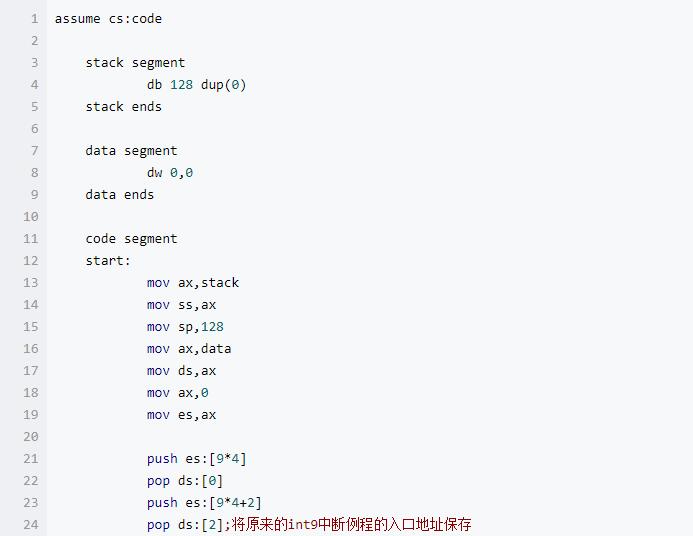 1 assume cs:code
2
3 stack segment
4 db 128 dup(0)
5 stack ends
6
7 data segment
8 dw 0,0
9 data ends
10
11 code segment
12 start:
13 mov ax,stack
14 mov ss,ax
15 mov sp,128
16 mov ax,data
17 mov ds,ax
18 mov ax,0
19 mov es,ax
20
21 push es:[9*4]
22 pop ds:[0]
23 push es:[9*4+2]
24 pop ds:[2];将原来的int9中断例程的入口地址保存